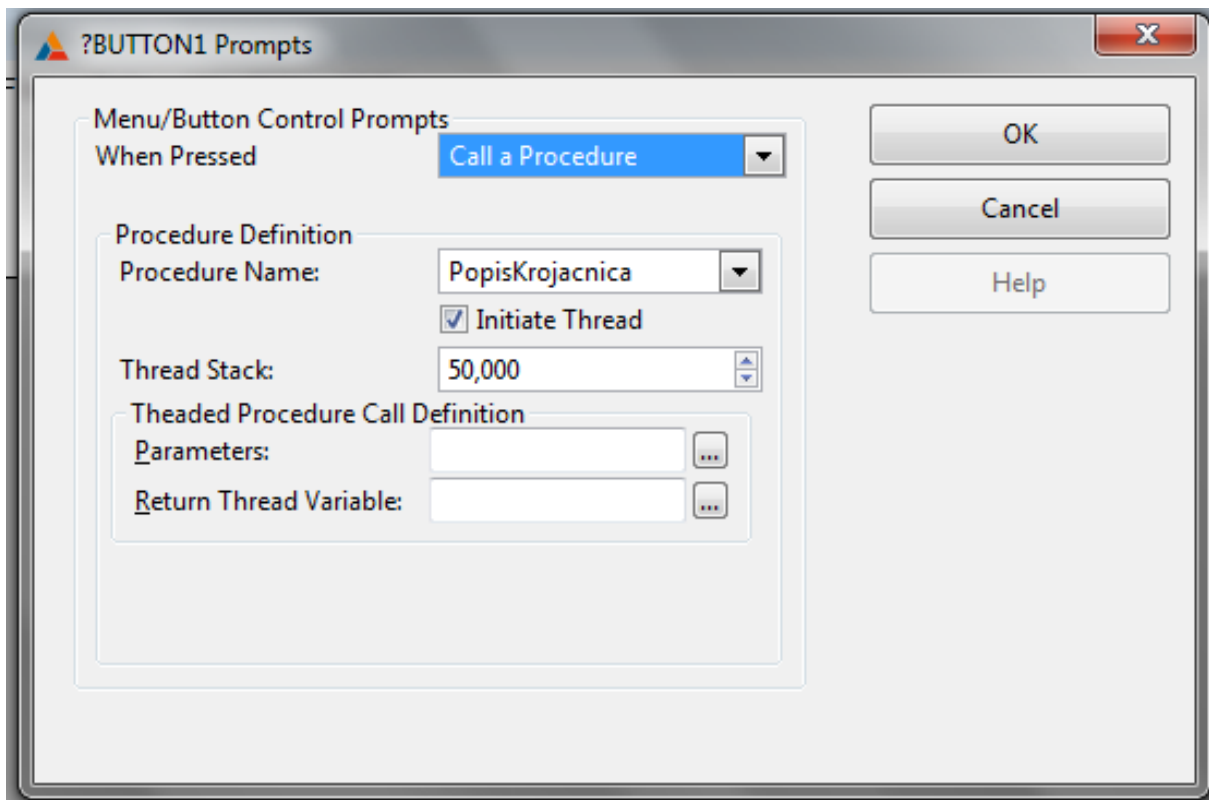 ?BUTTON1 Prompts
Menu/Button Control Prompts
When Pressed
Call a Procedure
Procedure Definition
Procedure Name:
PopisKrojacnica
Initiate Thread
Thread Stack:
50,000
Theaded Procedure Call Definition
Parameters:
...
Return Thread Variable:
...
OK
Cancel
Help